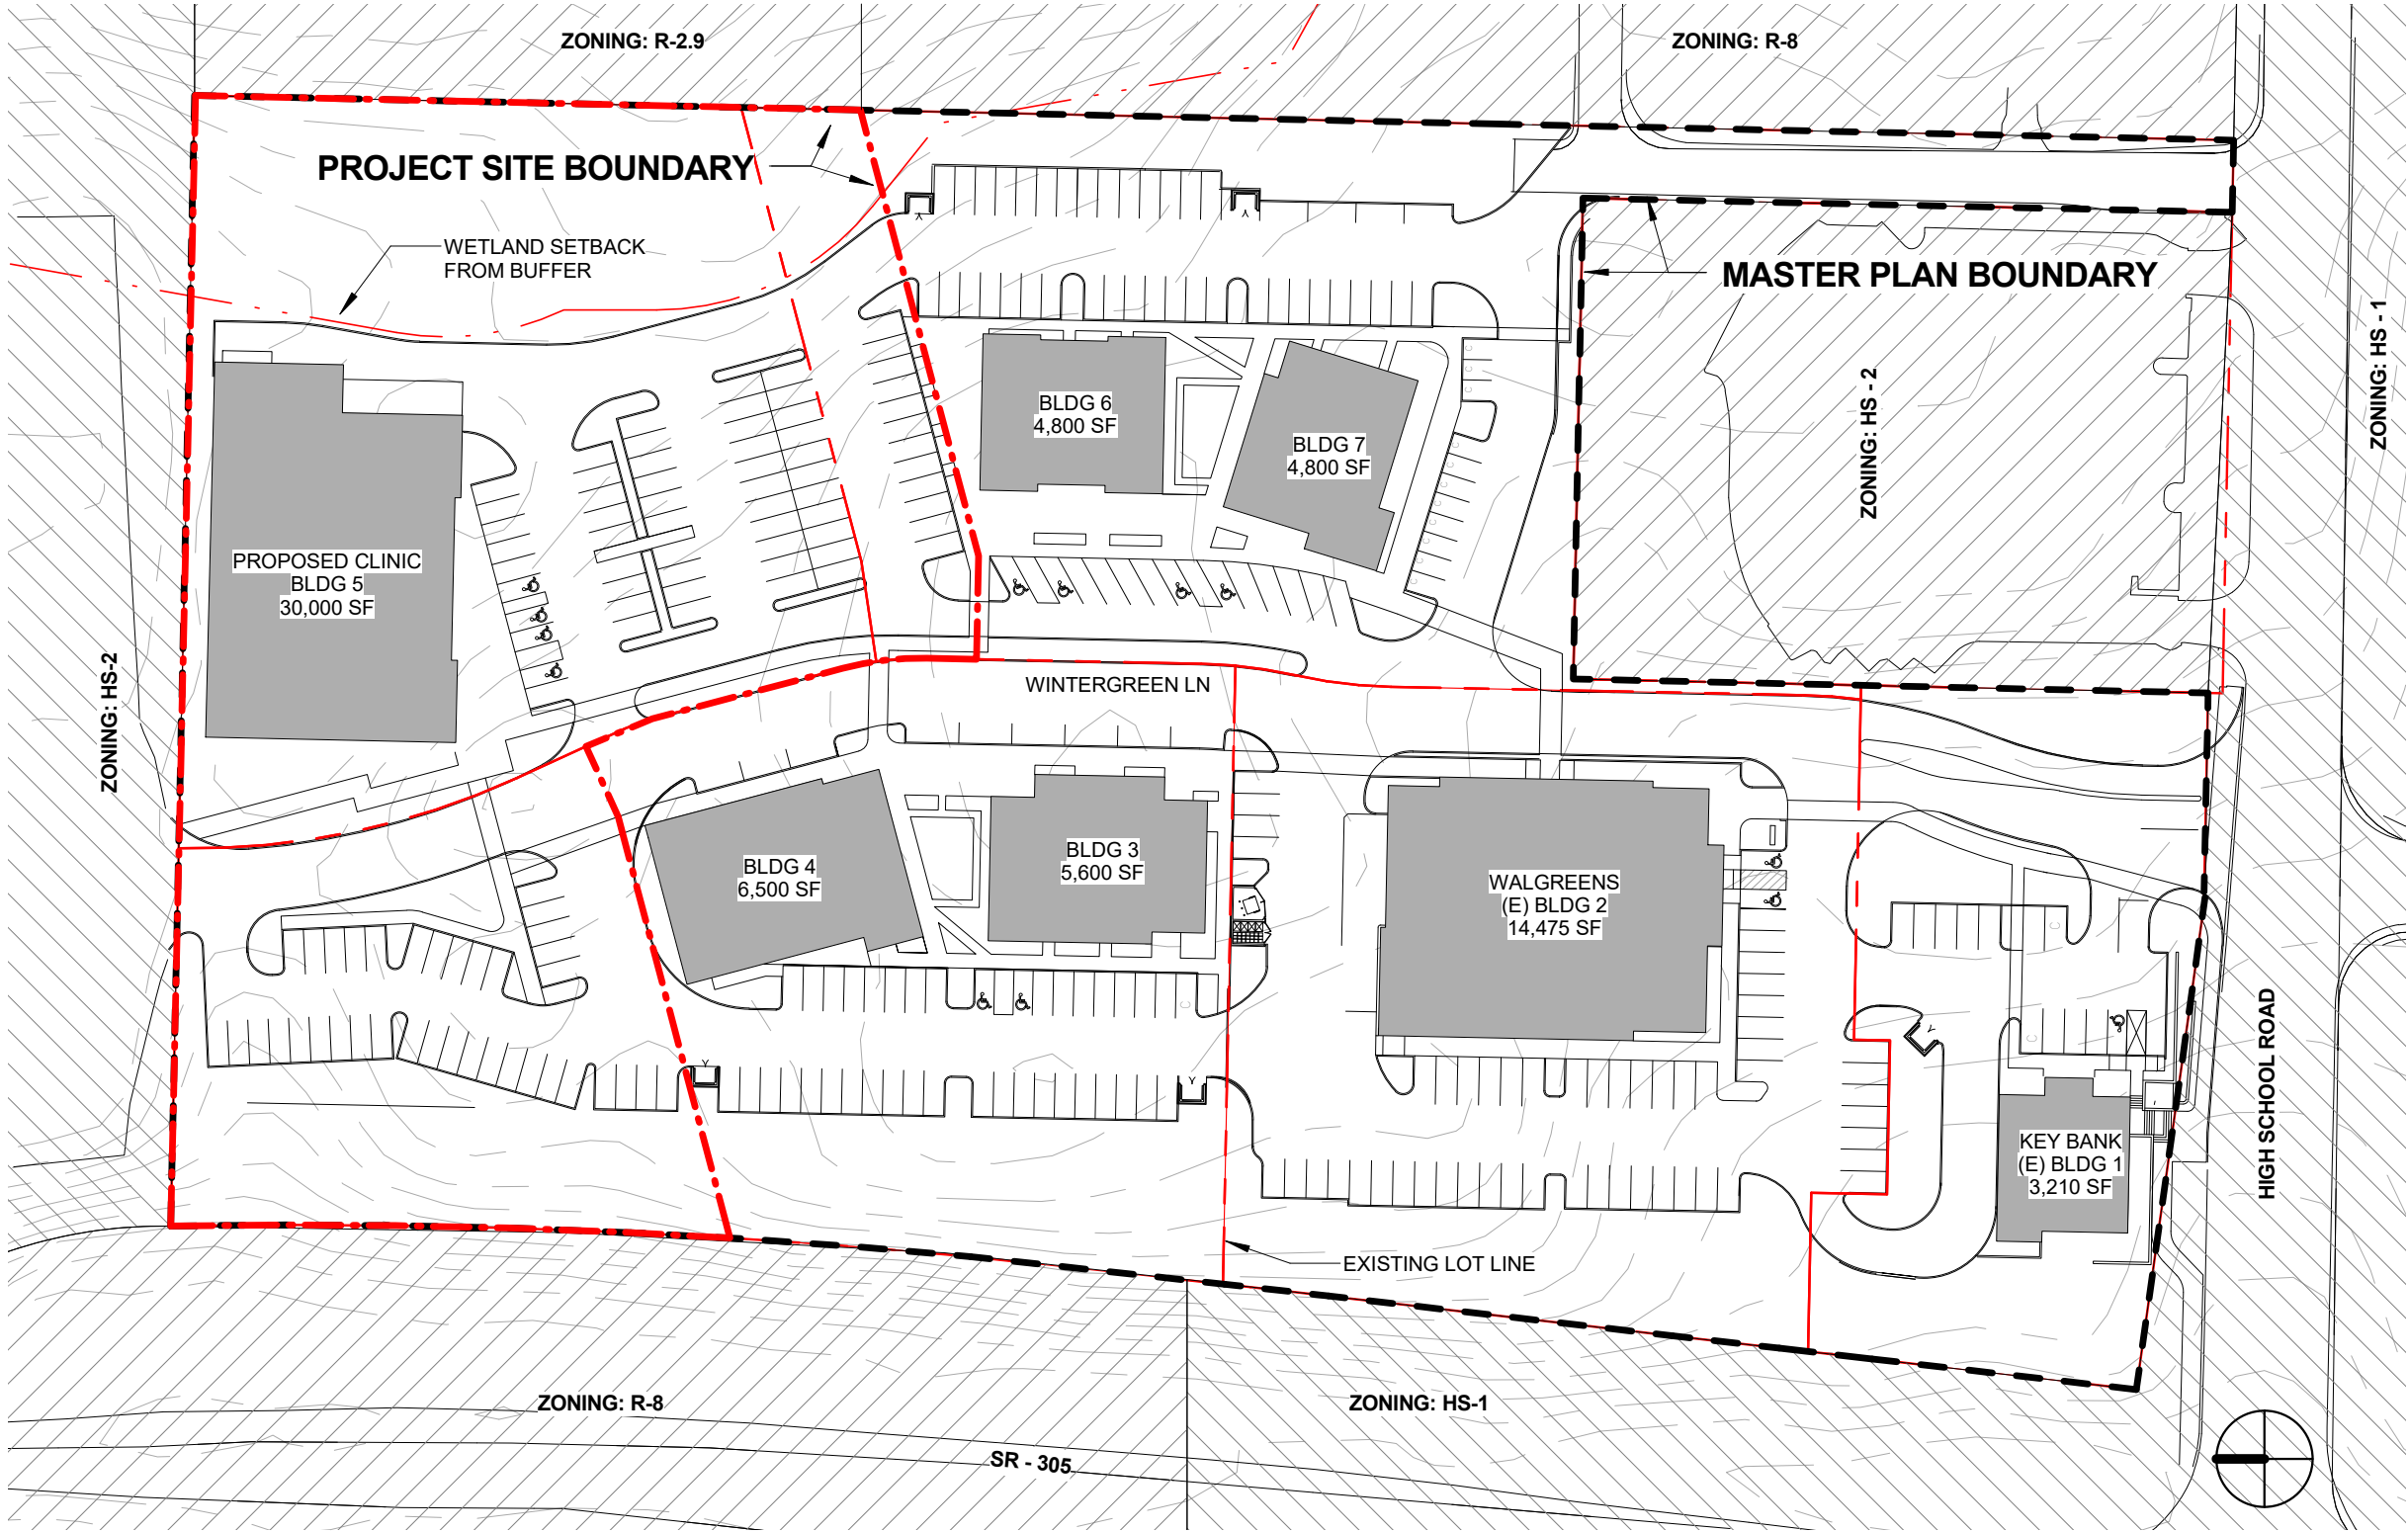 ZONING: R-2.9
ZONING: R-8
PROJECT SITE BOUNDARY
WETLAND SETBACK
FROM BUFFER
MASTER PLAN BOUNDARY
ZONING: HS - 1
ZONING: HS - 2
BLDG 6
4,800 SF
BLDG 7
4,800 SF
PROPOSED CLINIC
BLDG 5
30,000 SF
ZONING: HS-2
WINTERGREEN LN
BLDG 4
6,500 SF
BLDG 3
5,600 SF
WALGREENS
(E) BLDG 2
14,475 SF
HIGH SCHOOL ROAD
KEY BANK
(E) BLDG 1
3,210 SF
EXISTING LOT LINE
ZONING: R-8
ZONING: HS-1
SR - 305